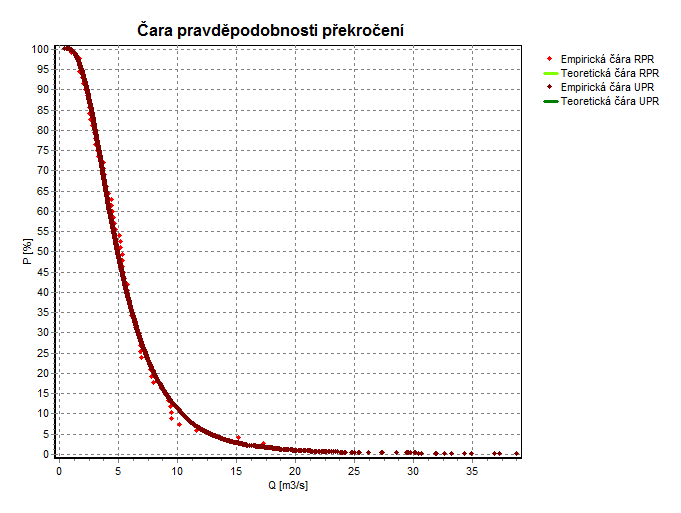 Čara pravděpodobnosti překročení
100
95
90
85
80
75
70
65
60
55
50
45
40
35
30
25
20
15
10
5
0
P [%]
0 5 10 15 20 25 30 35
Q [m3/s]
Empirická čára RPR
Teoretická čára RPR
Empirická čára UPR
Teoretická čára UPR